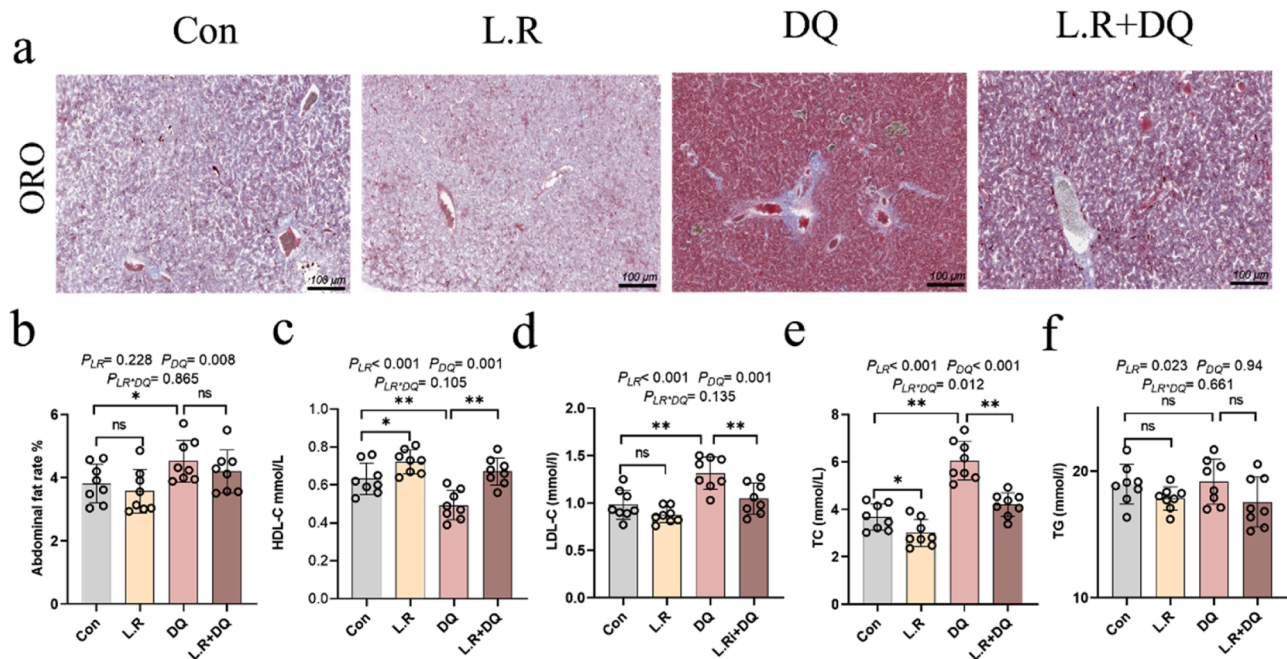 a
Con
L.R
DQ
L.R+DQ
ORO
100 µm
100 µm
100 µm
100 µm
b
P_LR= 0.228 P_DQ= 0.008
P_LR*DQ= 0.865
*
ns
ns
Abdominal fat rate %
6
4
2
0
Con
L.R
DQ
L.R+DQ
c
P_LR< 0.001 P_DQ= 0.001
P_LR*DQ= 0.105
**
**
*
HDL-C mmol/L
1.0
0.8
0.6
0.4
0.2
0.0
Con
L.R
DQ
L.R+DQ
d
P_LR< 0.001 P_DQ= 0.001
P_LR*DQ= 0.135
**
**
ns
LDL-C (mmol/l)
2.0
1.5
1.0
0.5
0.0
Con
L.R
DQ
L.Ri+DQ
e
P_LR< 0.001 P_DQ< 0.001
P_LR*DQ= 0.012
**
**
*
TC (mmol/L)
8
6
4
2
0
Con
L.R
DQ
L.R+DQ
f
P_LR= 0.023 P_DQ= 0.94
P_LR*DQ= 0.661
ns
ns
ns
TG (mmol/l)
20
10
Con
L.R
DQ
L.R+DQ